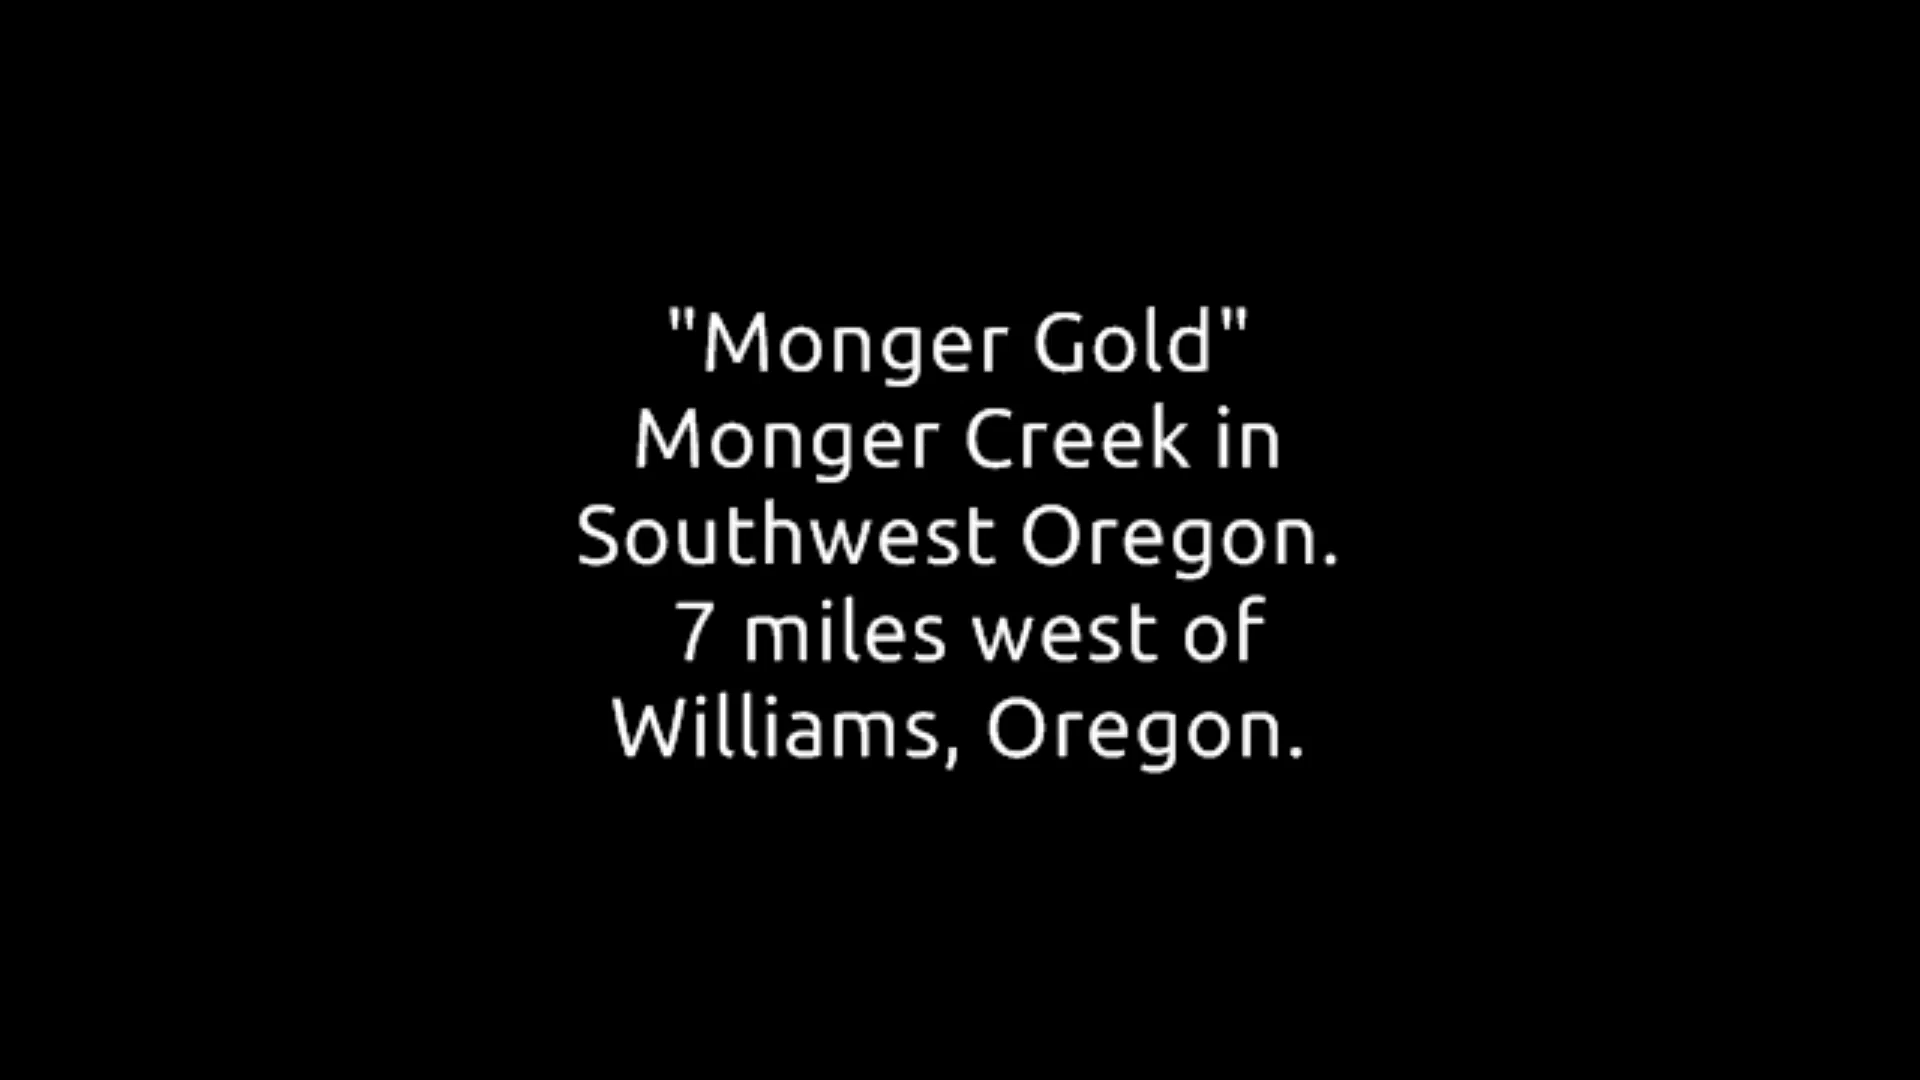 "Monger Gold"
Monger Creek in
Southwest Oregon.
7 miles west of
Williams, Oregon.